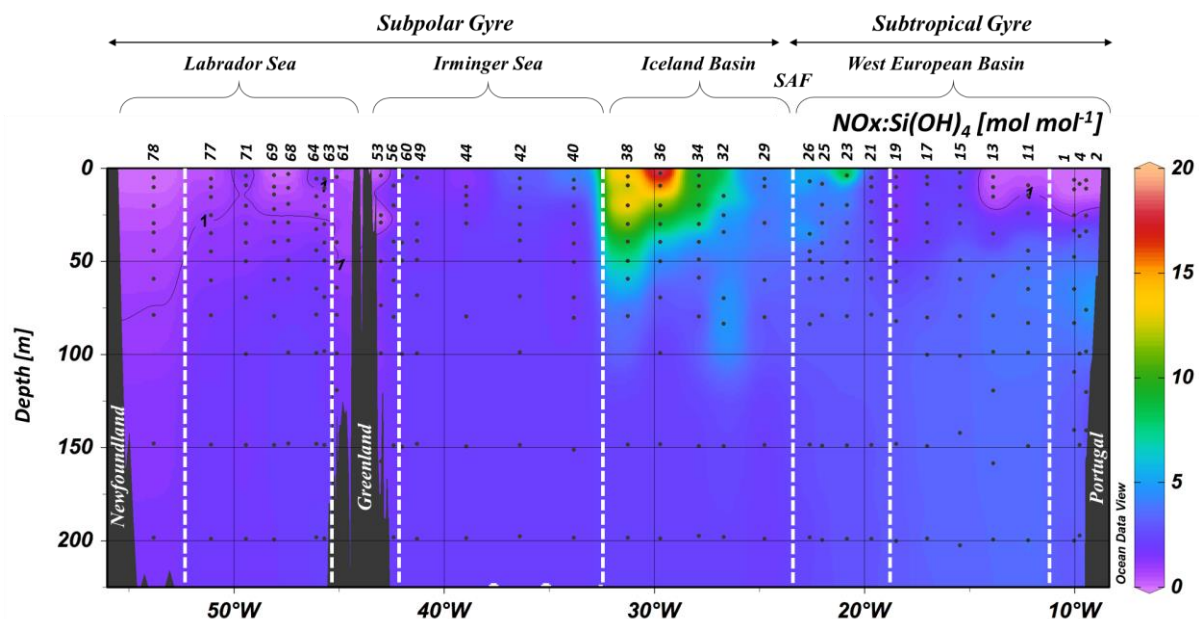 Subpolar Gyre Subtropical Gyre
Labrador Sea Irminger Sea Iceland Basin SAF West European Basin
NOx:Si(OH)4 [mol mol-1]
78 77 71 69 68 64 63 61 53 56 60 49 44 42 40 38 36 34 32 29 26 25 23 21 19 17 15 13 11 1 4 2
0
50
100
150
200
Depth [m]
1
1
1
1
1
Newfoundland
Greenland
Portugal
Ocean Data View
20
15
10
5
0
50°W 40°W 30°W 20°W 10°W